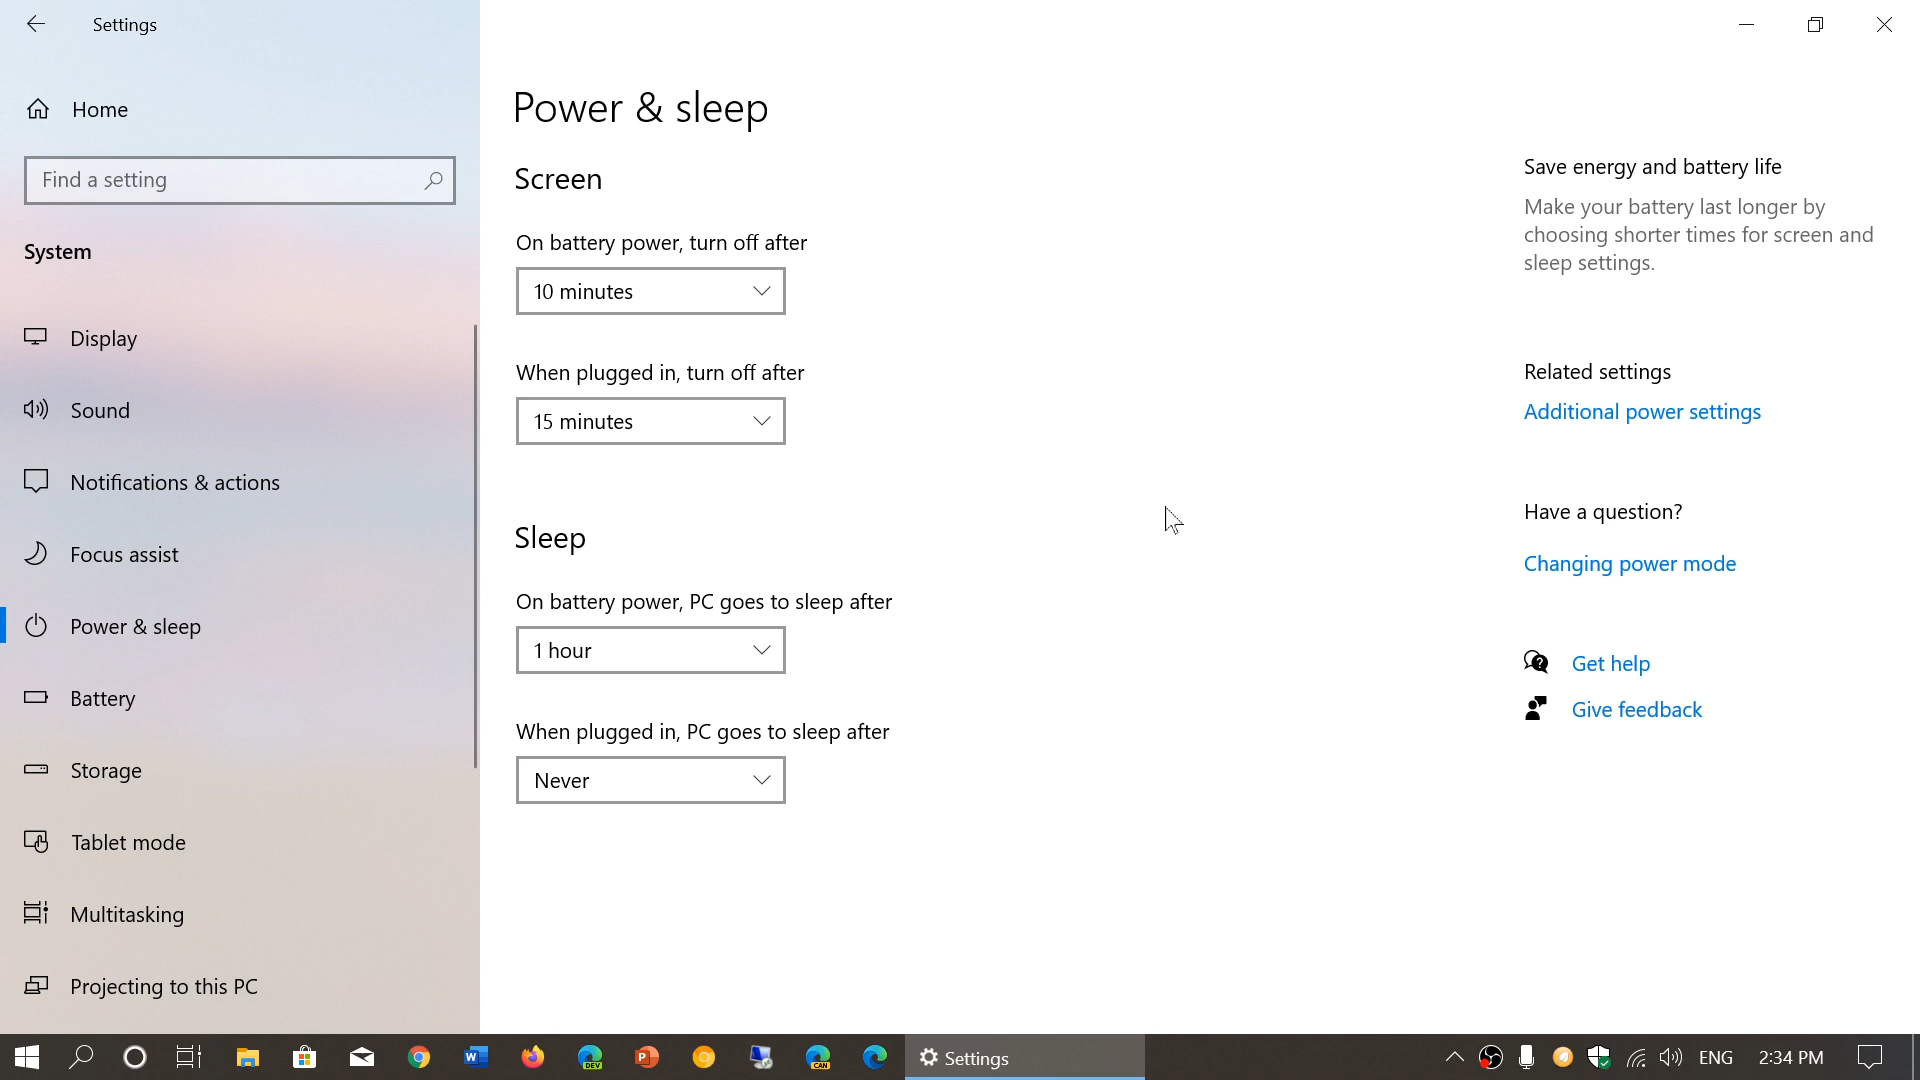 Settings
Home
Find a setting
System
Display
Sound
Notifications & actions
Focus assist
Power & sleep
Battery
Storage
Tablet mode
Multitasking
Projecting to this PC
Power & sleep
Screen
On battery power, turn off after
10 minutes
When plugged in, turn off after
15 minutes
Sleep
On battery power, PC goes to sleep after
1 hour
When plugged in, PC goes to sleep after
Never
Save energy and battery life
Make your battery last longer by
choosing shorter times for screen and
sleep settings.
Related settings
Additional power settings
Have a question?
Changing power mode
Get help
Give feedback
W
DEV
P
CAN
Settings
ENG
2:34 PM